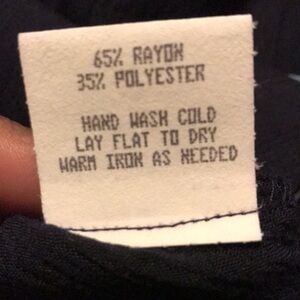 65% RAYON
35% POLYESTER
HAND WASH COLD
LAY FLAT TO DRY
WARM IRON AS NEEDED